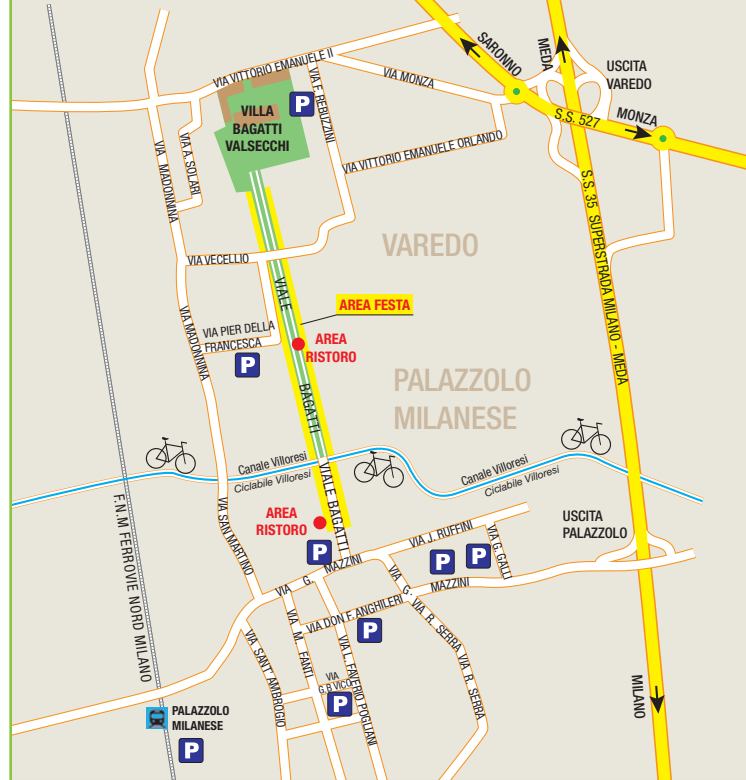 SARONNO
MEDA
USCITA
VAREDO
VIA VITTORIO EMANUELE II
VIA MONZA
VIA F. REBUZZINI
P
VILLA
BAGATTI
VALSECCHI
S.S. 527
MONZA
VIA A. SOLARI
VIA MADONNINA
VIA VITTORIO EMANUELE ORLANDO
S.S. 35 SUPERSTRADA MILANO - MEDA
VAREDO
VIA VECELLIO
VIALE
BAGATTI
AREA FESTA
VIA MADONNINA
VIA PIER DELLA
FRANCESCA
P
AREA
RISTORO
PALAZZOLO
MILANESE
Canale Villoresi
Ciclabile Villoresi
Canale Villoresi
Ciclabile Villoresi
F.N.M FERROVIE NORD MILANO
VIA SAN MARTINO
AREA
RISTORO
VIALE BAGATTI
P
USCITA
PALAZZOLO
VIA J. RUFFINI
VIA G. GALLI
P
P
VIA G. MAZZINI
VIA G. MAZZINI
VIA DON F. ANGHILERI
P
VIA R. SERRA
VIA R. SERRA
VIA SANT'AMBROGIO
VIA M. FANTI
VIA L. FAVERIO POGLIANI
VIA
G.B VICO
P
MILANO
PALAZZOLO
MILANESE
P